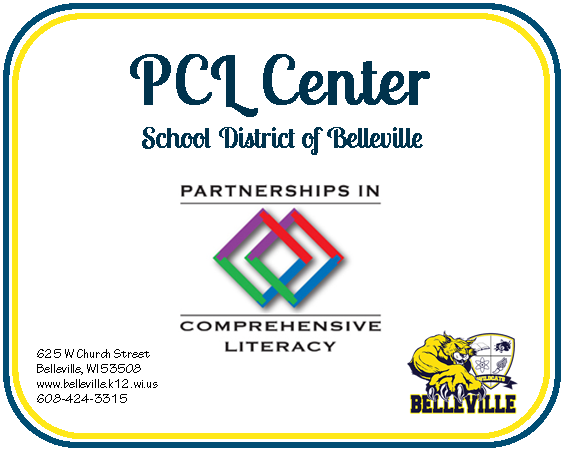 PCL Center
School District of Belleville
PARTNERSHIPS IN
COMPREHENSIVE
LITERACY
625 W Church Street
Belleville, WI 53508
www.belleville.k12.wi.us
608-424-3315
WILDCATS
BELLEVILLE